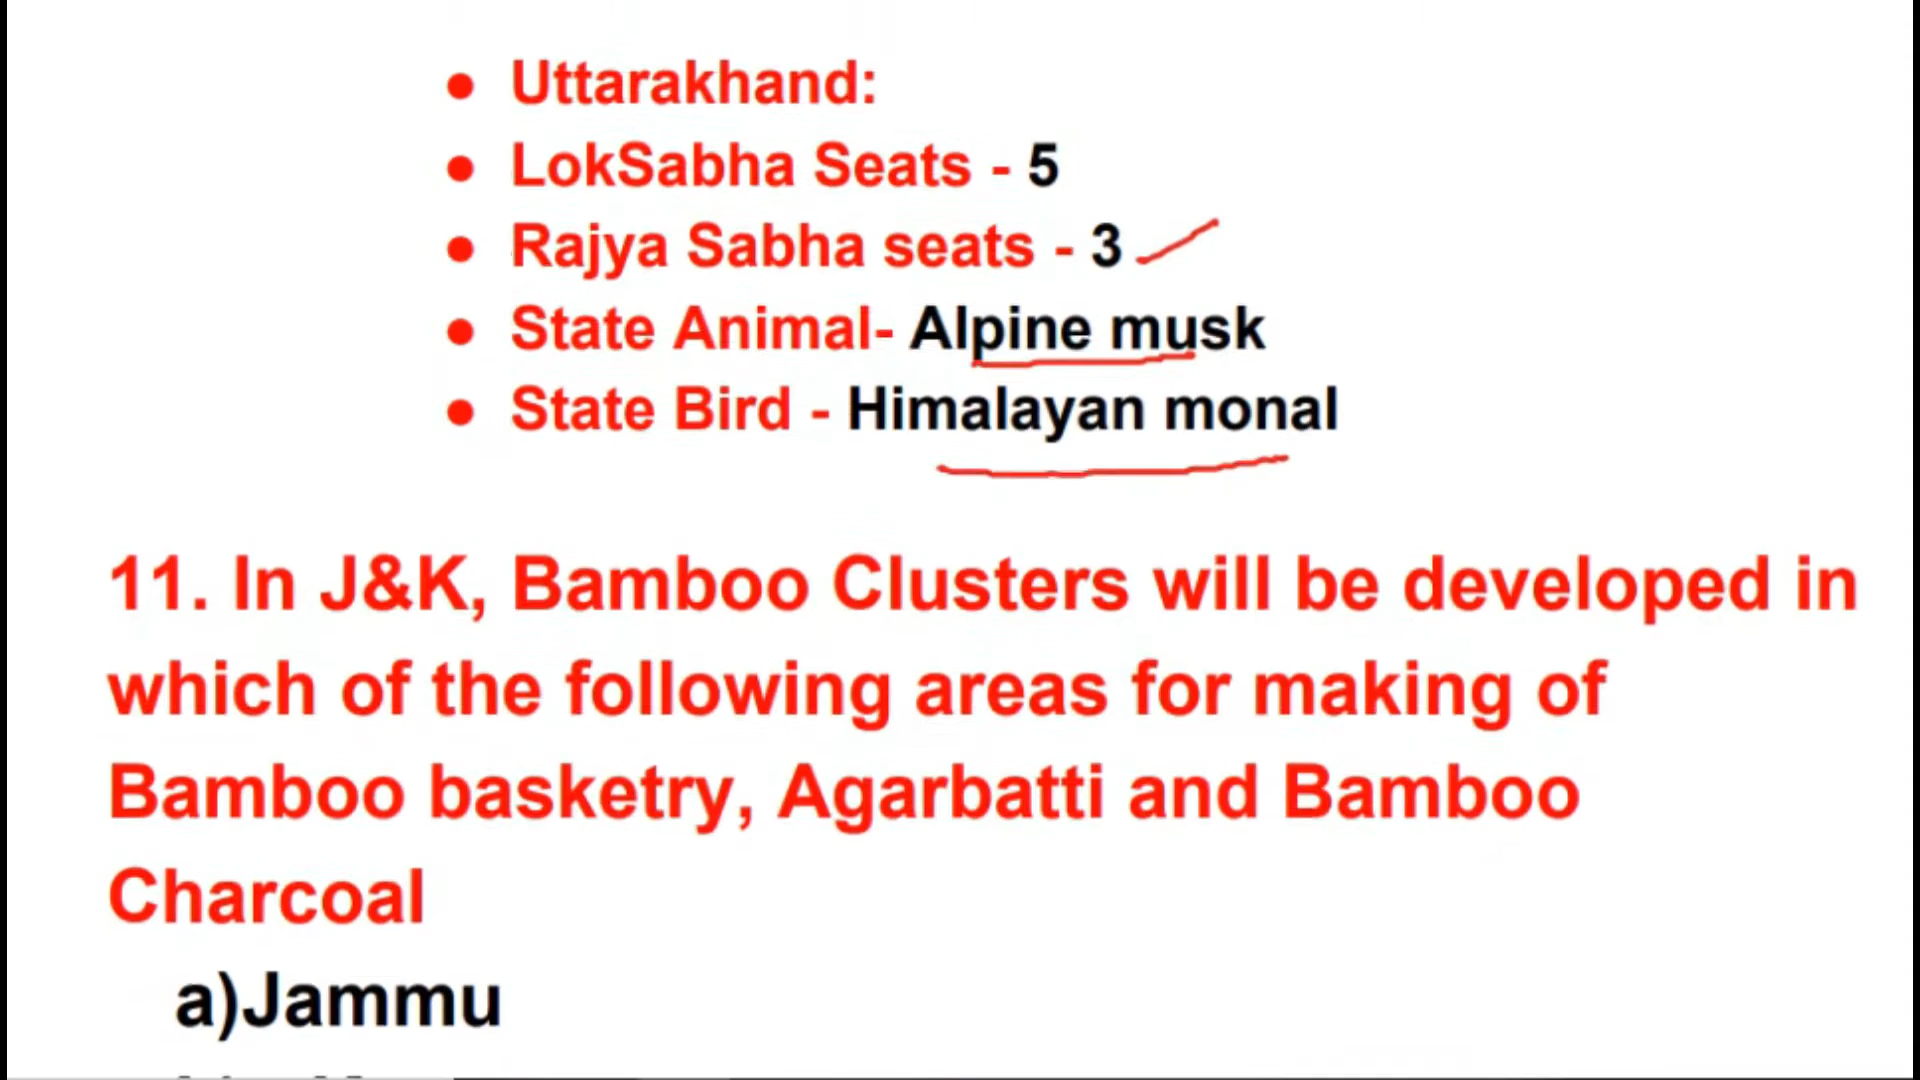 ● Uttarakhand:
● LokSabha Seats - 5
● Rajya Sabha seats - 3
● State Animal- Alpine musk
● State Bird - Himalayan monal
11. In J&K, Bamboo Clusters will be developed in
which of the following areas for making of
Bamboo basketry, Agarbatti and Bamboo
Charcoal
a)Jammu